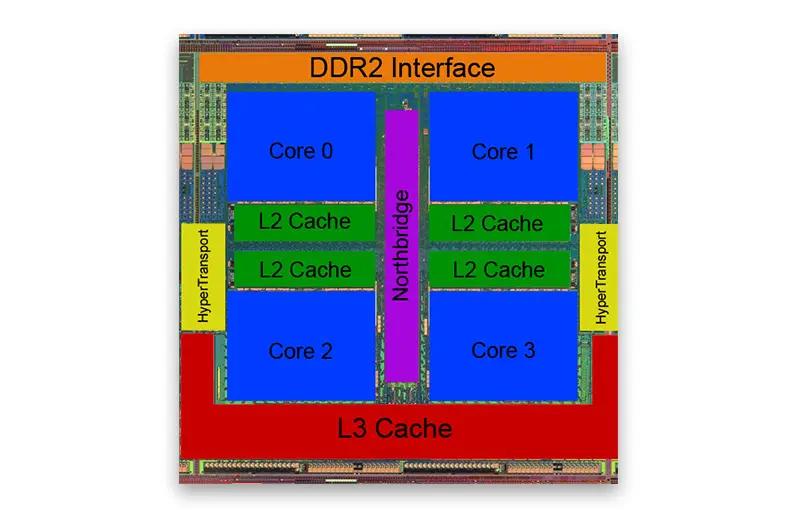 DDR2 Interface
Core 0
Core 1
L2 Cache
L2 Cache
HyperTransport
Northbridge
HyperTransport
L2 Cache
L2 Cache
Core 2
Core 3
L3 Cache